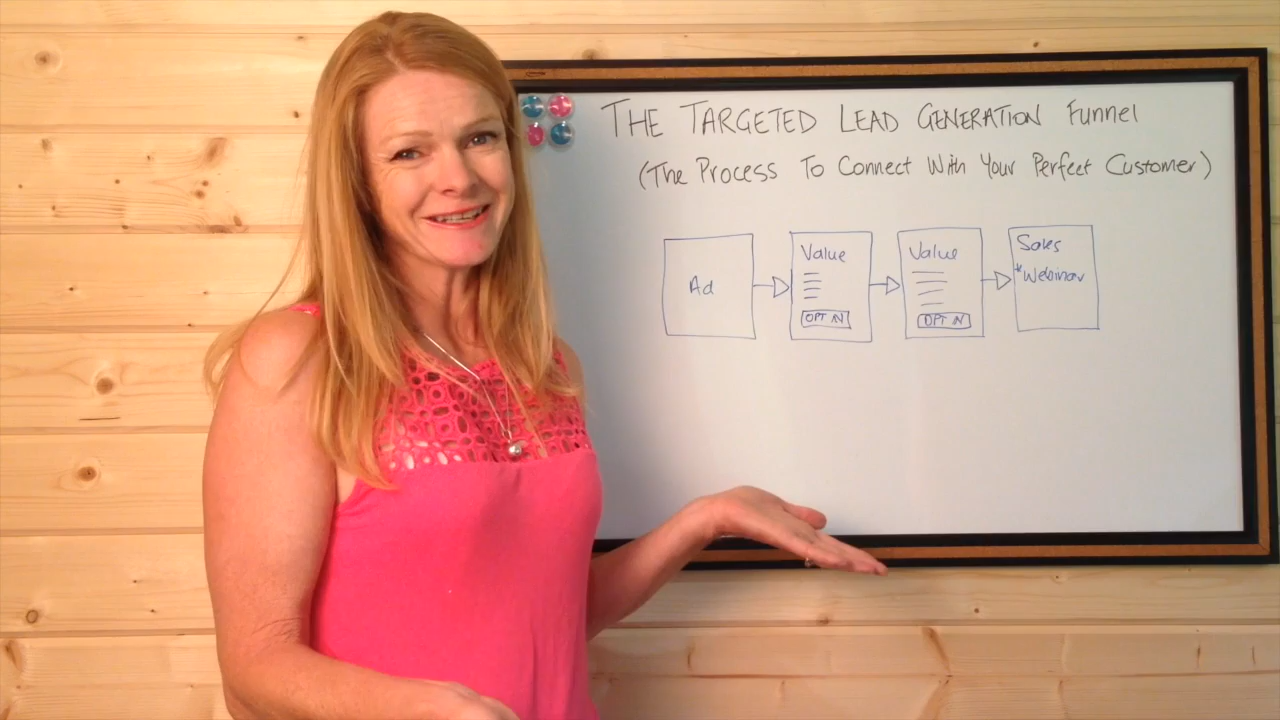 THE TARGETED LEAD GENERATION Funnel
(The Process To Connect With Your Perfect Customer)
Ad
Value
OPT IN
Value
OPT IN
Sales
*Webinar